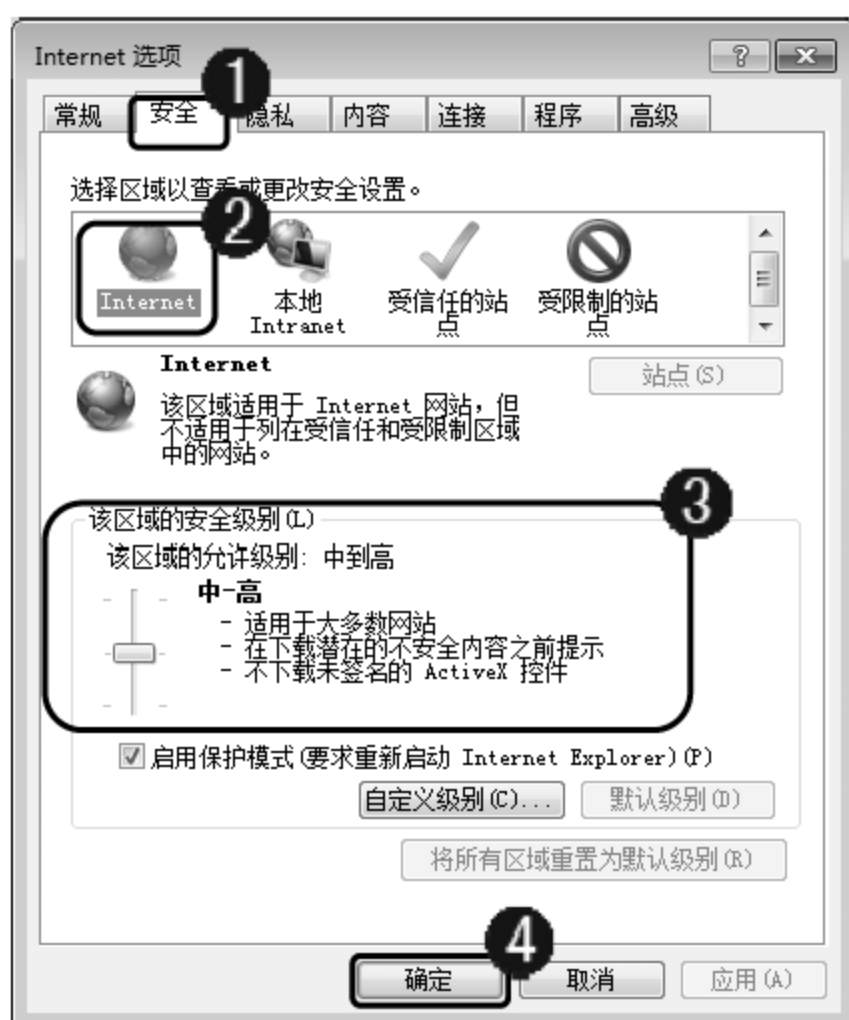 Internet 选项
1
常规 安全 隐私 内容 连接 程序 高级
选择区域以查看或更改安全设置。
2
Internet
本地
Intranet
受信任的站
点
受限制的站
点
Internet
站点(S)
该区域适用于 Internet 网站，但
不适用于列在受信任和受限制区域
中的网站。
3
该区域的安全级别(L)
该区域的允许级别：中到高
中-高
- 适用于大多数网站
- 在下载潜在的不安全内容之前提示
- 不下载未签名的 ActiveX 控件
启用保护模式(要求重新启动 Internet Explorer)(P)
自定义级别(C)... 默认级别(D)
将所有区域重置为默认级别(R)
4
确定 取消 应用(A)